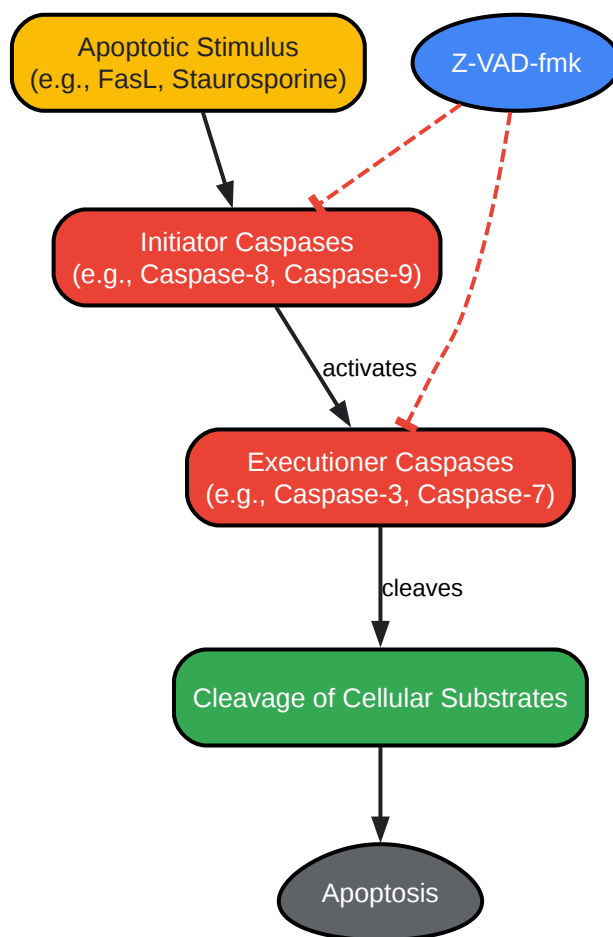 Apoptotic Stimulus
(e.g., FasL, Staurosporine)
Z-VAD-fmk
Initiator Caspases
(e.g., Caspase-8, Caspase-9)
activates
Executioner Caspases
(e.g., Caspase-3, Caspase-7)
cleaves
Cleavage of Cellular Substrates
Apoptosis